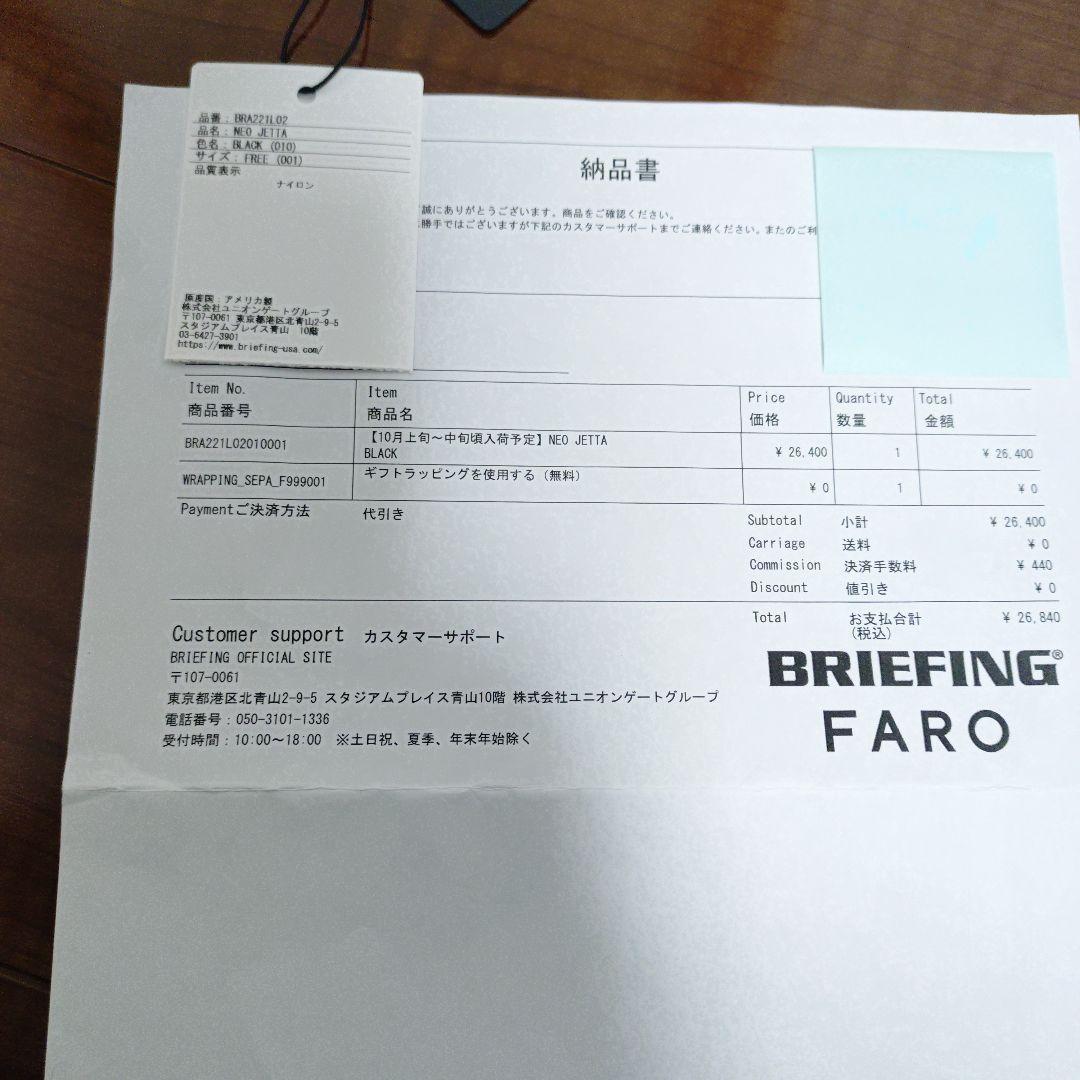 品番 : BRA221L02
品名 : NEO JETTA
色名 : BLACK (010)
サイズ : FREE (001)
品質表示
ナイロン
原産国 : アメリカ製
株式会社ユニオンゲートグループ
〒107-0061 東京都港区北青山2-9-5
スタジアムプレイス青山 10階
03-6427-3901
https://www.briefing-usa.com/
納品書
誠にありがとうございます。商品をご確認ください。
勝手ではございますが下記のカスタマーサポートまでご連絡ください。またのご利
Item No. Item Price Quantity Total
商品番号 商品名 価格 数量 金額
BRA221L02010001 【10月上旬~中旬頃入荷予定】NEO JETTA BLACK ¥ 26,400 1 ¥ 26,400
WRAPPING_SEPA_F999001 ギフトラッピングを使用する (無料) ¥ 0 1 ¥ 0
Paymentご決済方法 代引き
Subtotal 小計 ¥ 26,400
Carriage 送料 ¥ 0
Commission 決済手数料 ¥ 440
Discount 値引き ¥ 0
Total お支払合計 (税込) ¥ 26,840
Customer support カスタマーサポート
BRIEFING OFFICIAL SITE
〒107-0061
東京都港区北青山2-9-5 スタジアムプレイス青山10階 株式会社ユニオンゲートグループ
電話番号 : 050-3101-1336
受付時間 : 10:00~18:00 ※土日祝、夏季、年末年始除く
BRIEFING®
FARO